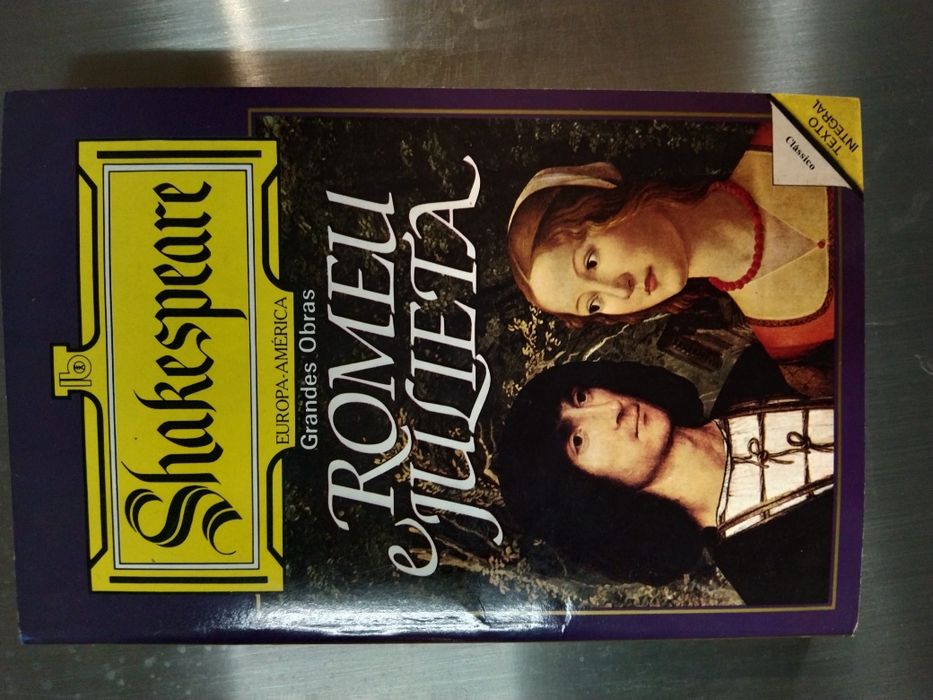 Shakespeare
EUROPA-AMÉRICA
Grandes Obras
ROMEU
e JULIETA
TEXTO
INTEGRAL
Clássico